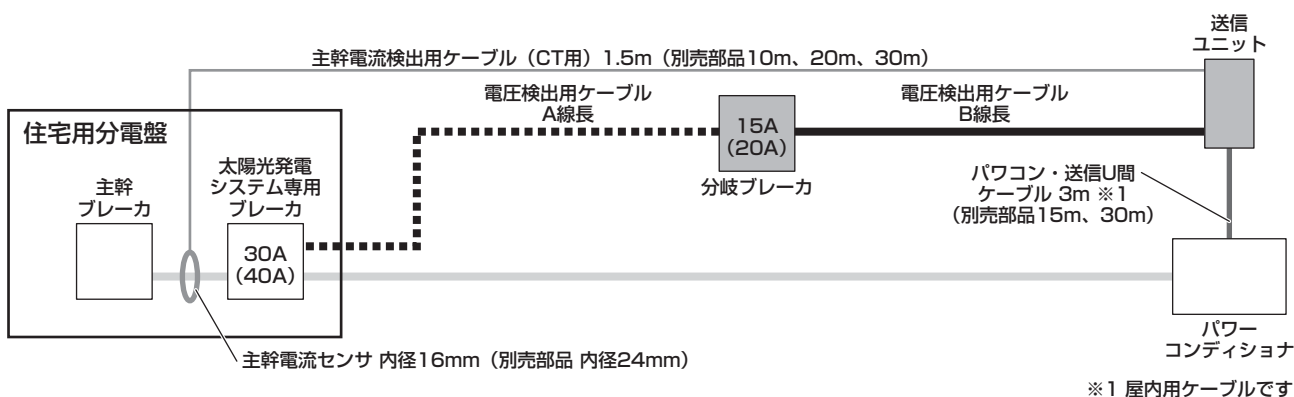 送信
ユニット
主幹電流検出用ケーブル（CT用）1.5m（別売部品10m、20m、30m）
電圧検出用ケーブル
A線長
電圧検出用ケーブル
B線長
住宅用分電盤
15A
(20A)
分岐ブレーカ
主幹
ブレーカ
太陽光発電
システム専用
ブレーカ
30A
(40A)
パワコン・送信U間
ケーブル 3m ※1
（別売部品15m、30m）
パワー
コンディショナ
主幹電流センサ 内径16mm（別売部品 内径24mm）
※1 屋内用ケーブルです